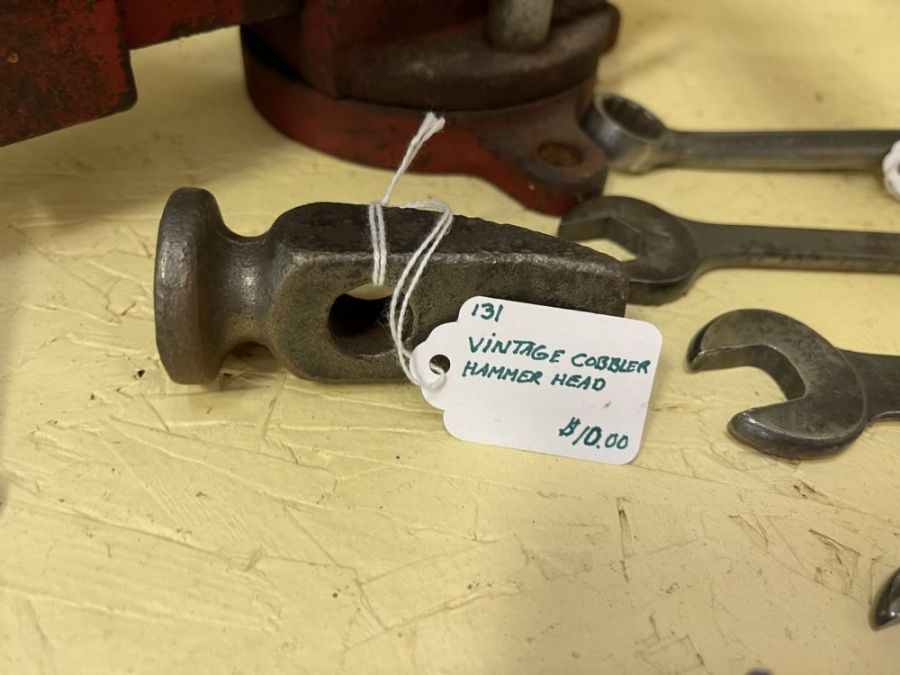 131
VINTAGE COBBLER
HAMMER HEAD
$10.00